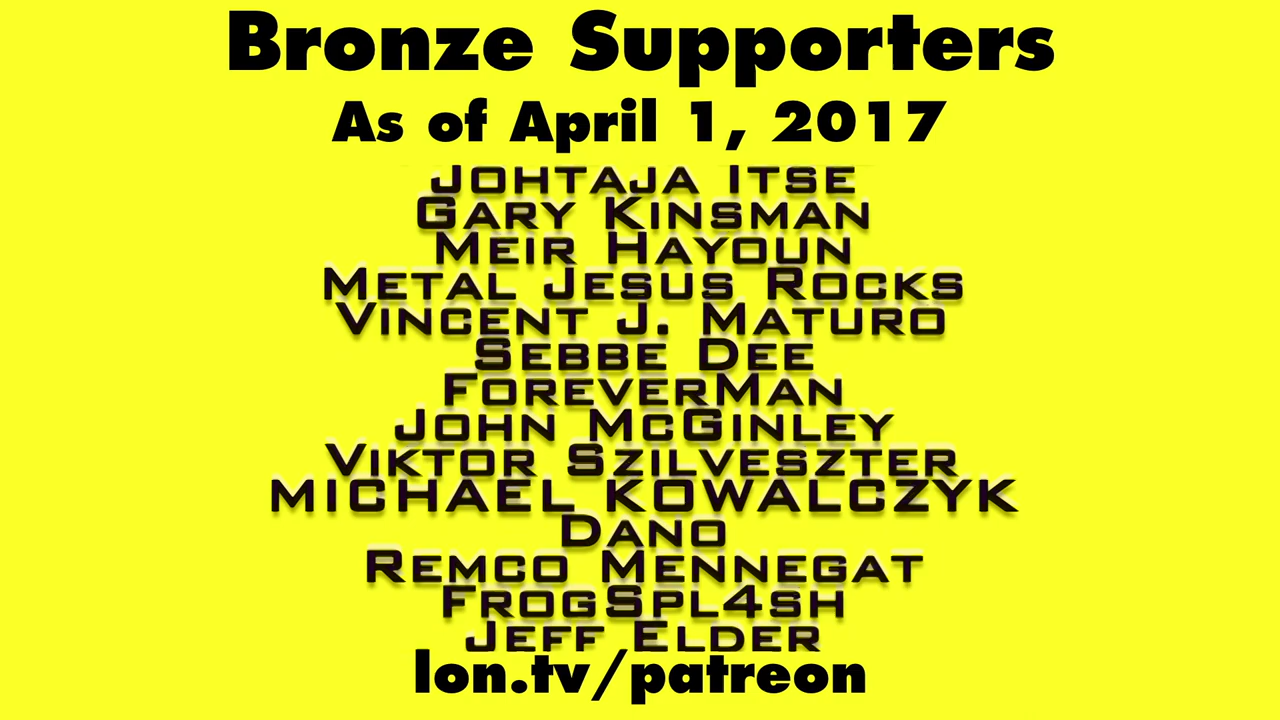 Bronze Supporters
As of April 1, 2017
Johtaja Itse
Gary Kinsman
Meir Hayoun
Metal Jesus Rocks
Vincent J. Maturo
Sebbe Dee
ForeverMan
John McGinley
Viktor Szilveszter
MICHAEL KOWALCZYK
Dano
Remco Mennegat
FrogSpl4sh
Jeff Elder
lon.tv/patreon